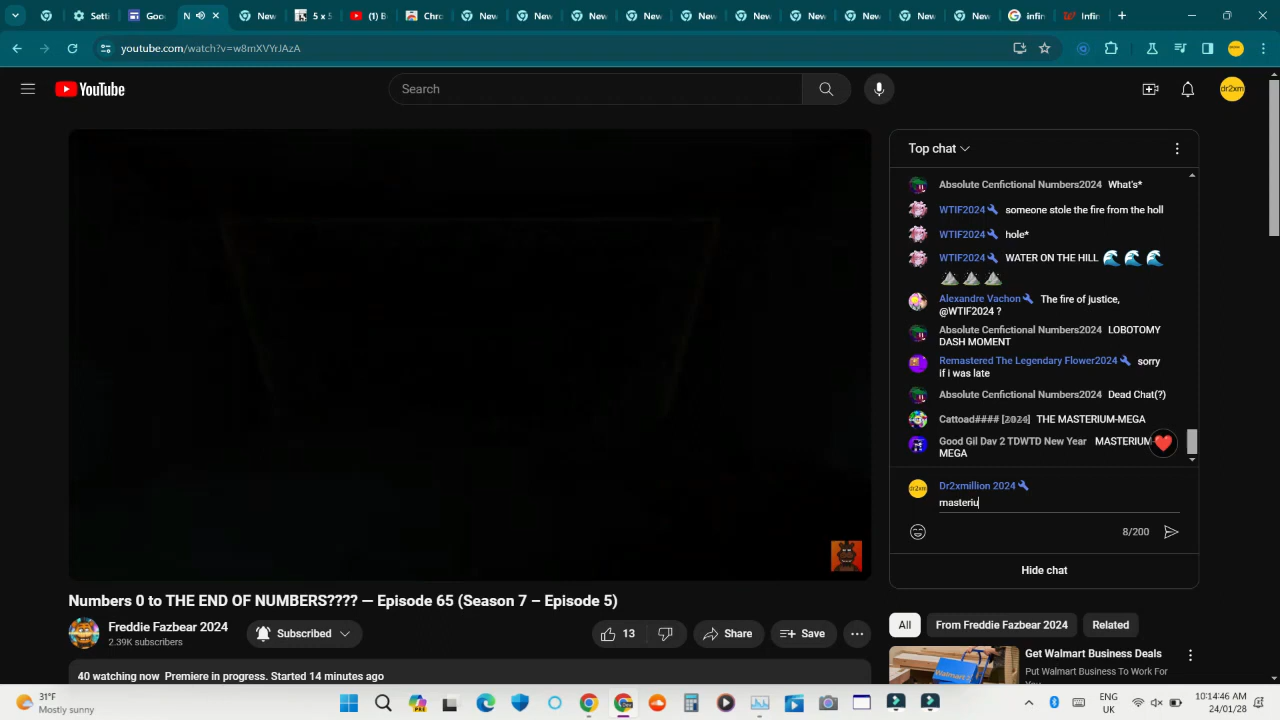 Setti
Goo
N
New
5 x 5
(1) B
Chro
New
New
New
New
New
New
New
New
New
New
infin
Infin
youtube.com/watch?v=w8mXVYrJAzA
YouTube
Search
dr2xm
Top chat
Absolute Cenfictional Numbers2024 What's*
WTIF2024 someone stole the fire from the holl
WTIF2024 hole*
WTIF2024 WATER ON THE HILL 🌊 🌊 🌊
Alexandre Vachon The fire of justice,
@WTIF2024 ?
Absolute Cenfictional Numbers2024 LOBOTOMY
DASH MOMENT
Remastered The Legendary Flower2024 sorry
if i was late
Absolute Cenfictional Numbers2024 Dead Chat(?)
Cattoad#### [2024] THE MASTERIUM-MEGA
Good Gil Dav 2 TDWTD New Year MASTERIUM-
MEGA
dr2xm
Dr2xmillion 2024
masteriu
8/200
Hide chat
Numbers 0 to THE END OF NUMBERS???? — Episode 65 (Season 7 – Episode 5)
Freddie Fazbear 2024
2.39K subscribers
Subscribed
13
Share
Save
All
From Freddie Fazbear 2024
Related
40 watching now Premiere in progress. Started 14 minutes ago
Get Walmart Business Deals
Put Walmart Business To Work For
31°F
Mostly sunny
PRE
ENG
UK
10:14:46 AM
24/01/28